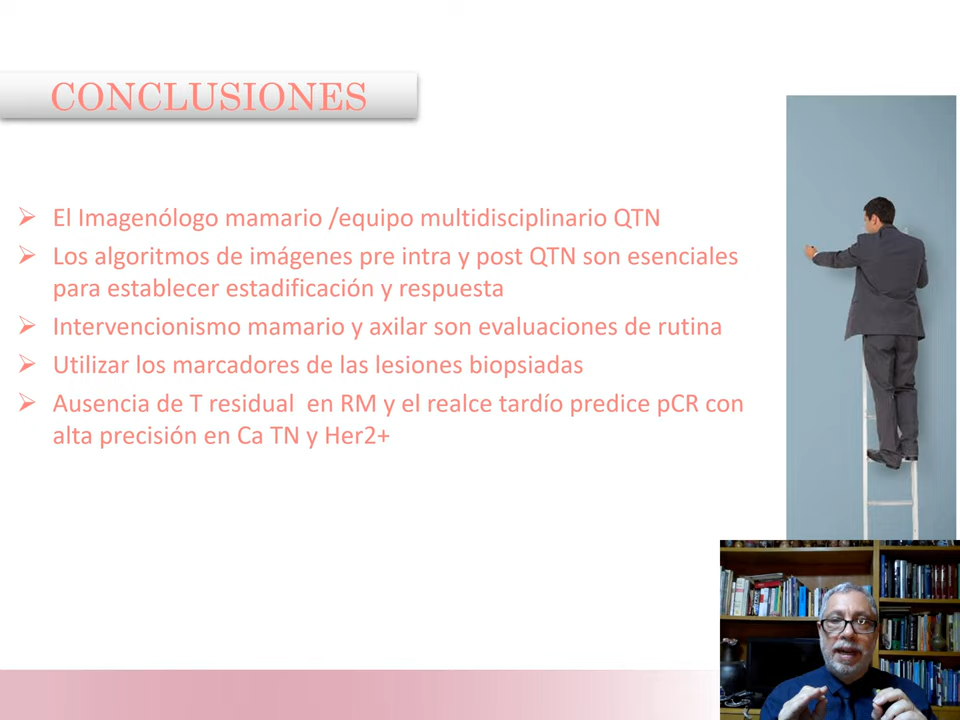 CONCLUSIONES
El Imagenólogo mamario /equipo multidisciplinario QTN
Los algoritmos de imágenes pre intra y post QTN son esenciales
para establecer estadificación y respuesta
Intervencionismo mamario y axilar son evaluaciones de rutina
Utilizar los marcadores de las lesiones biopsiadas
Ausencia de T residual en RM y el realce tardío predice pCR con
alta precisión en Ca TN y Her2+